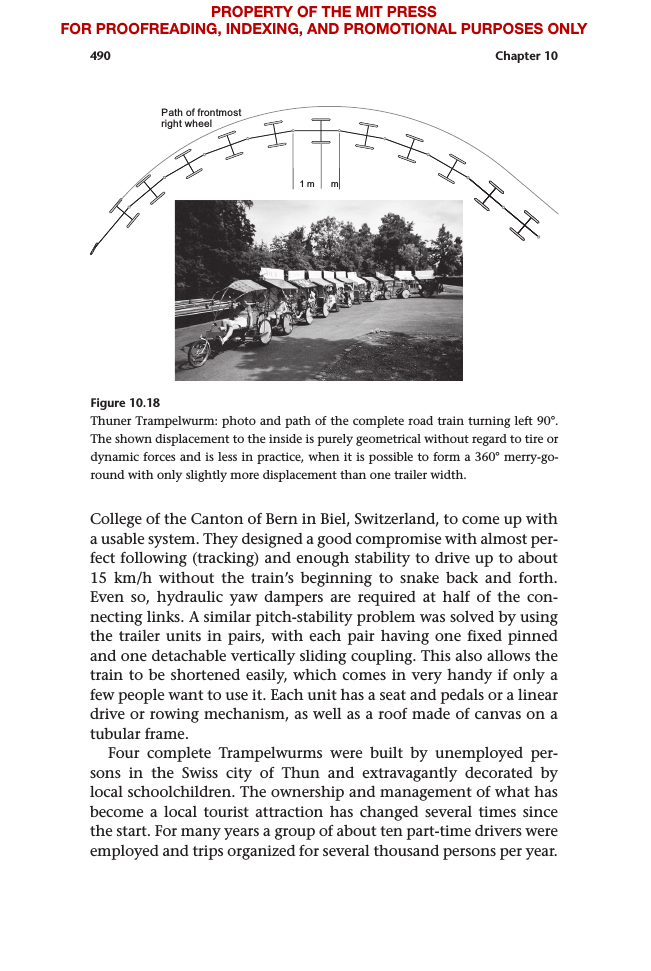 PROPERTY OF THE MIT PRESS
FOR PROOFREADING, INDEXING, AND PROMOTIONAL PURPOSES ONLY
490 Chapter 10
Path of frontmost
right wheel
1 m m
Figure 10.18
Thuner Trampelwurm: photo and path of the complete road train turning left 90°.
The shown displacement to the inside is purely geometrical without regard to tire or
dynamic forces and is less in practice, when it is possible to form a 360° merry-go-
round with only slightly more displacement than one trailer width.
College of the Canton of Bern in Biel, Switzerland, to come up with
a usable system. They designed a good compromise with almost per-
fect following (tracking) and enough stability to drive up to about
15 km/h without the train's beginning to snake back and forth.
Even so, hydraulic yaw dampers are required at half of the con-
necting links. A similar pitch-stability problem was solved by using
the trailer units in pairs, with each pair having one fixed pinned
and one detachable vertically sliding coupling. This also allows the
train to be shortened easily, which comes in very handy if only a
few people want to use it. Each unit has a seat and pedals or a linear
drive or rowing mechanism, as well as a roof made of canvas on a
tubular frame.
Four complete Trampelwurms were built by unemployed per-
sons in the Swiss city of Thun and extravagantly decorated by
local schoolchildren. The ownership and management of what has
become a local tourist attraction has changed several times since
the start. For many years a group of about ten part-time drivers were
employed and trips organized for several thousand persons per year.